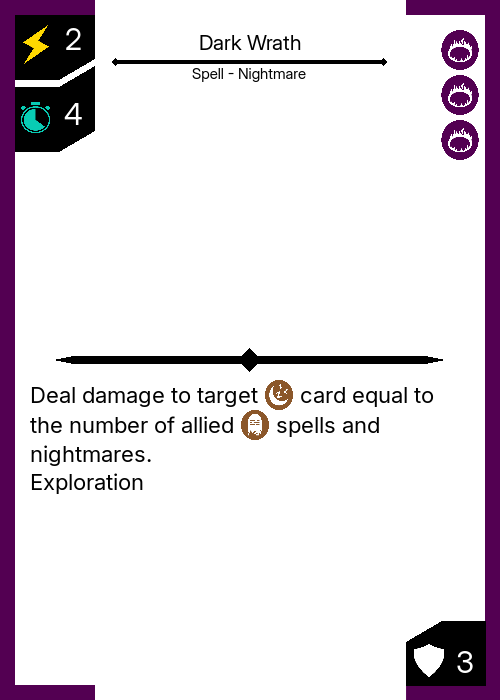 2
Dark Wrath
Spell - Nightmare
4
Deal damage to target card equal to
the number of allied spells and
nightmares.
Exploration
3